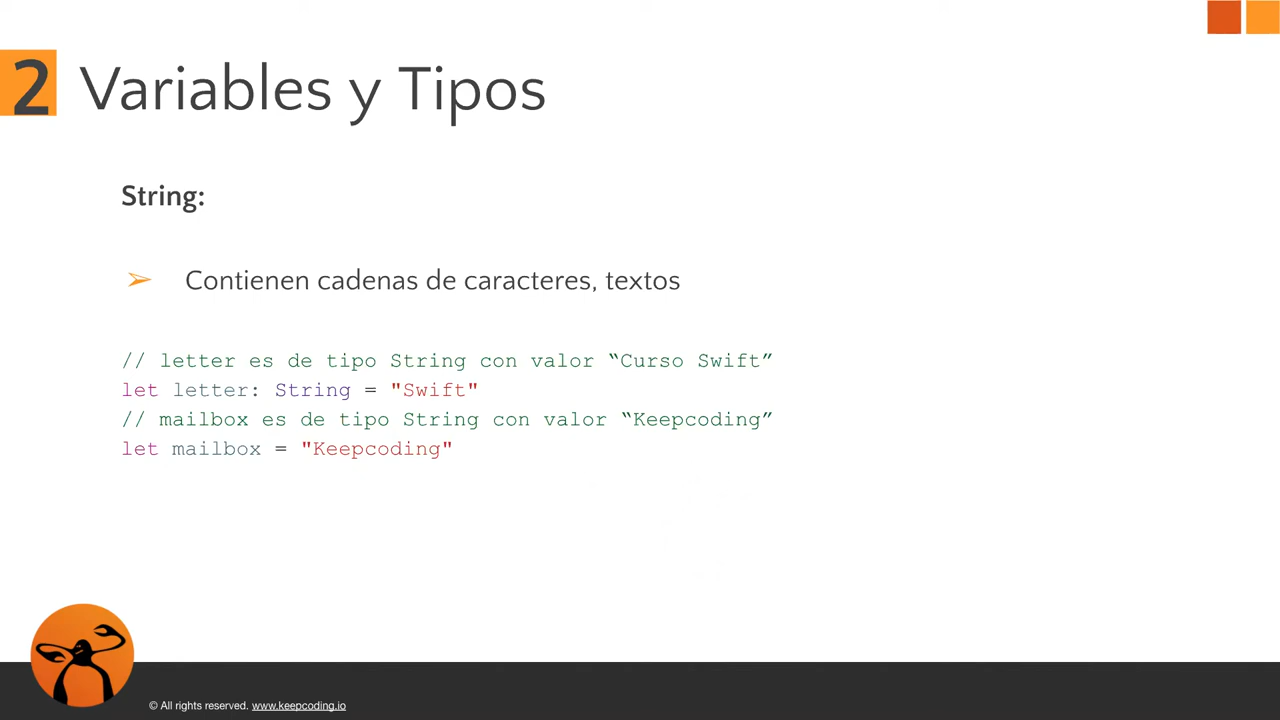 2 Variables y Tipos
String:
➢ Contienen cadenas de caracteres, textos
// letter es de tipo String con valor “Curso Swift”
let letter: String = "Swift"
// mailbox es de tipo String con valor “Keepcoding”
let mailbox = "Keepcoding"
© All rights reserved. www.keepcoding.io